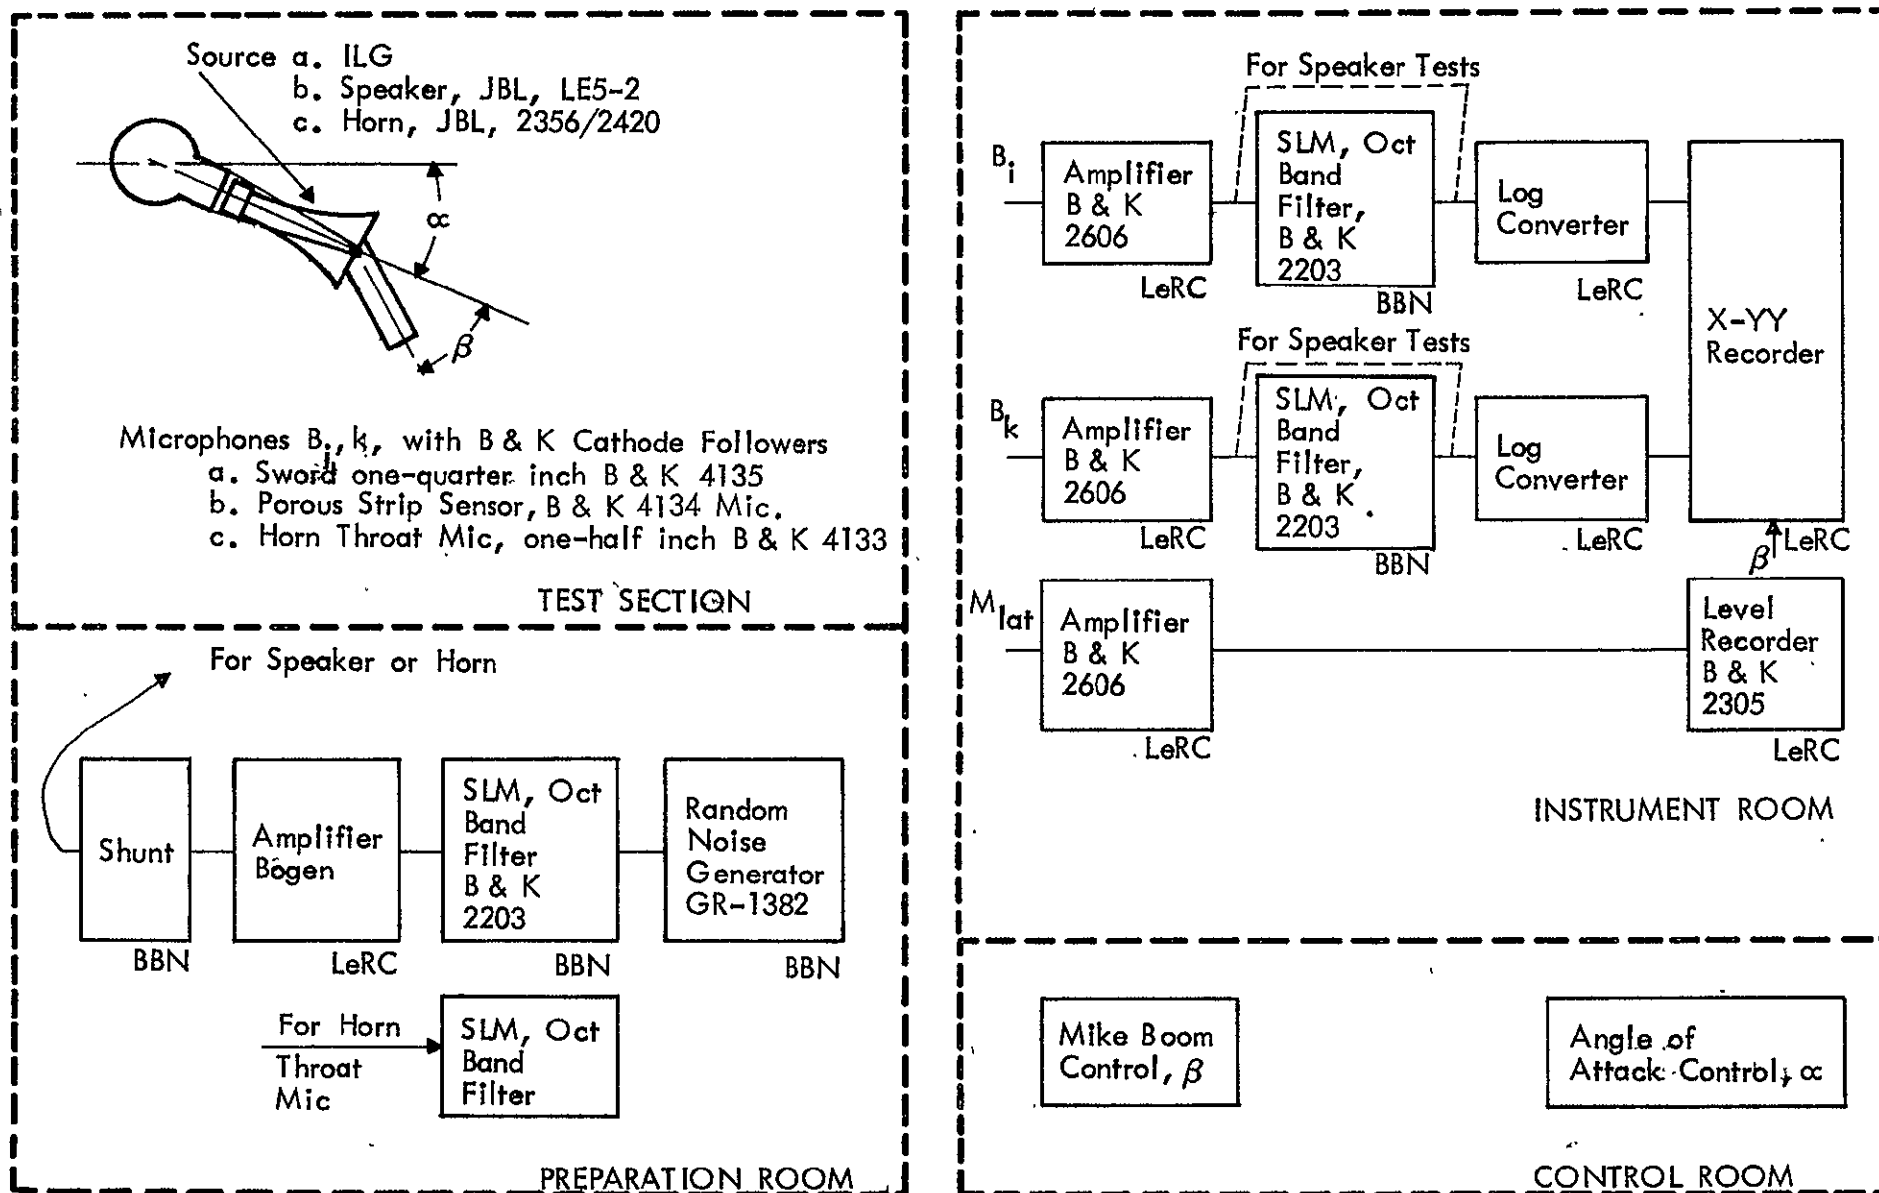 Source a. ILG
b. Speaker, JBL, LE5-2
c. Horn, JBL, 2356/2420
∝
β
Microphones Bi, k, with B & K Cathode Followers
a. Sword one-quarter inch B & K 4135
b. Porous Strip Sensor, B & K 4134 Mic.
c. Horn Throat Mic, one-half inch B & K 4133
TEST SECTION
For Speaker or Horn
Shunt
BBN
Amplifier
Bogen
LeRC
SLM, Oct
Band
Filter
B & K
2203
BBN
Random
Noise
Generator
GR-1382
BBN
For Horn
Throat
Mic
SLM, Oct
Band
Filter
PREPARATION ROOM
For Speaker Tests
Bi
Amplifier
B & K
2606
LeRC
SLM, Oct
Band
Filter,
B & K
2203
BBN
Log
Converter
LeRC
X-YY
Recorder
For Speaker Tests
Bk
Amplifier
B & K
2606
LeRC
SLM, Oct
Band
Filter,
B & K
2203
BBN
Log
Converter
LeRC
β
LeRC
Mlat
Amplifier
B & K
2606
LeRC
Level
Recorder
B & K
2305
LeRC
INSTRUMENT ROOM
Mike Boom
Control, β
Angle of
Attack Control, ∝
CONTROL ROOM